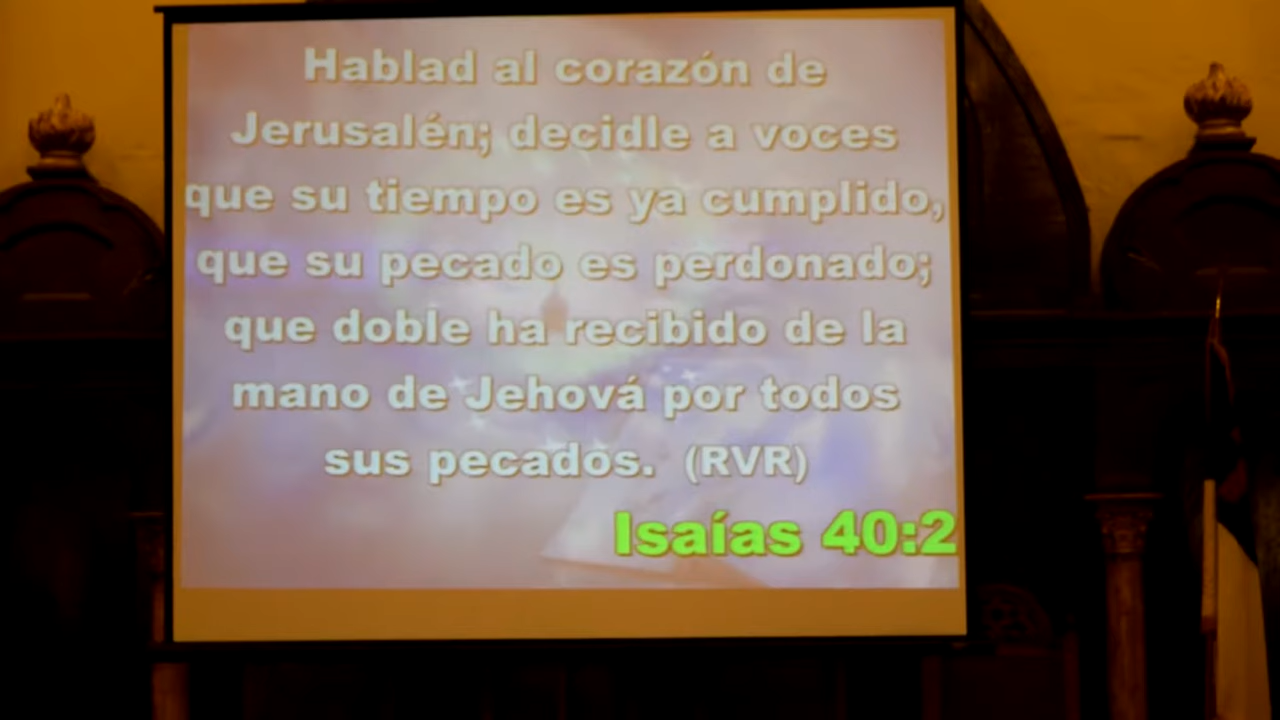 Hablad al corazón de
Jerusalén; decidle a voces
que su tiempo es ya cumplido,
que su pecado es perdonado;
que doble ha recibido de la
mano de Jehová por todos
sus pecados. (RVR)
Isaías 40:2